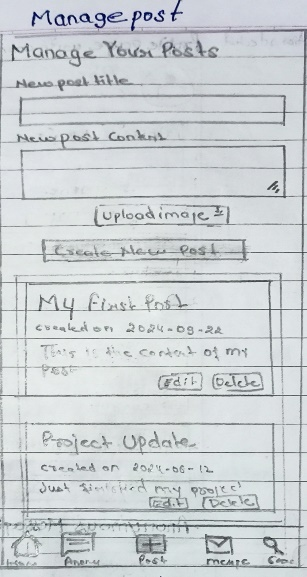 Manage post
Manage Your Posts
New post title
New post Content
Upload image
Create New Post
My First Post
created on 2024-09-22
This is the content of my
Post
Edit Delete
Project Update
created on 2024-06-12
Just finished my project
Edit Delete
Home Post